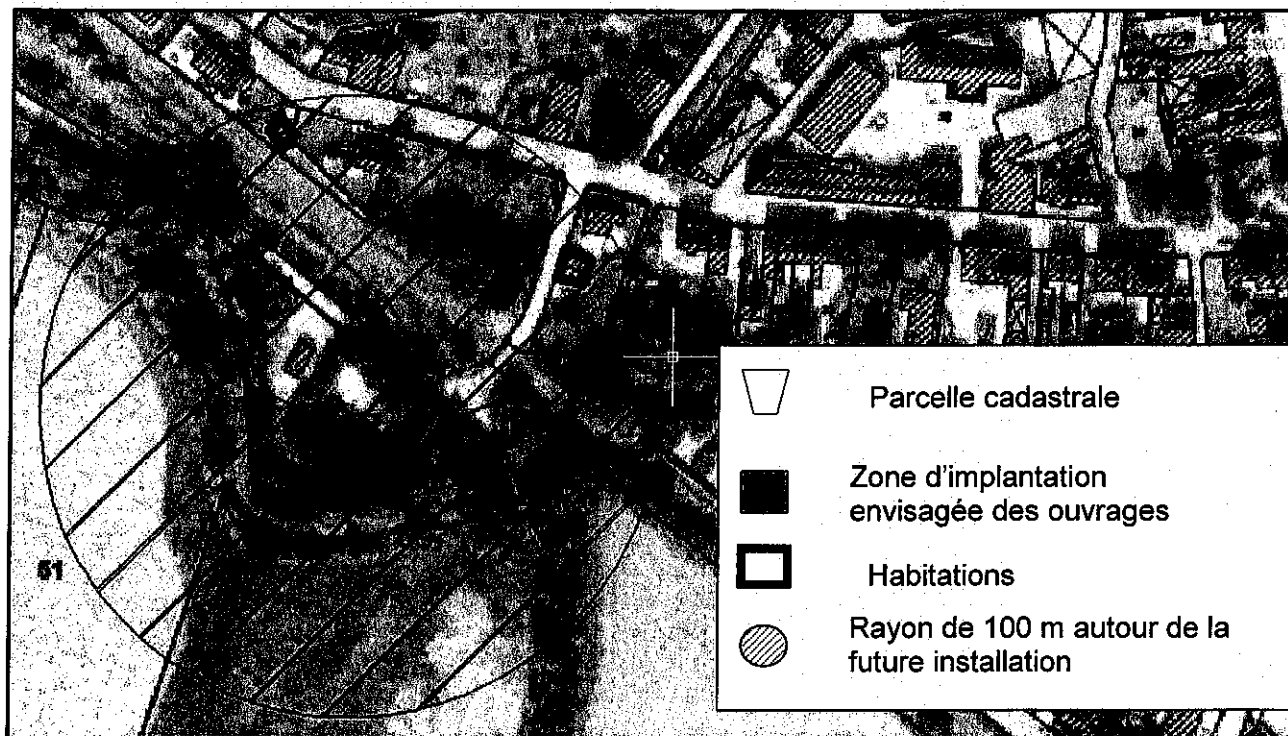 51
Parcelle cadastrale
Zone d'implantation
envisagée des ouvrages
Habitations
Rayon de 100 m autour de la
future installation